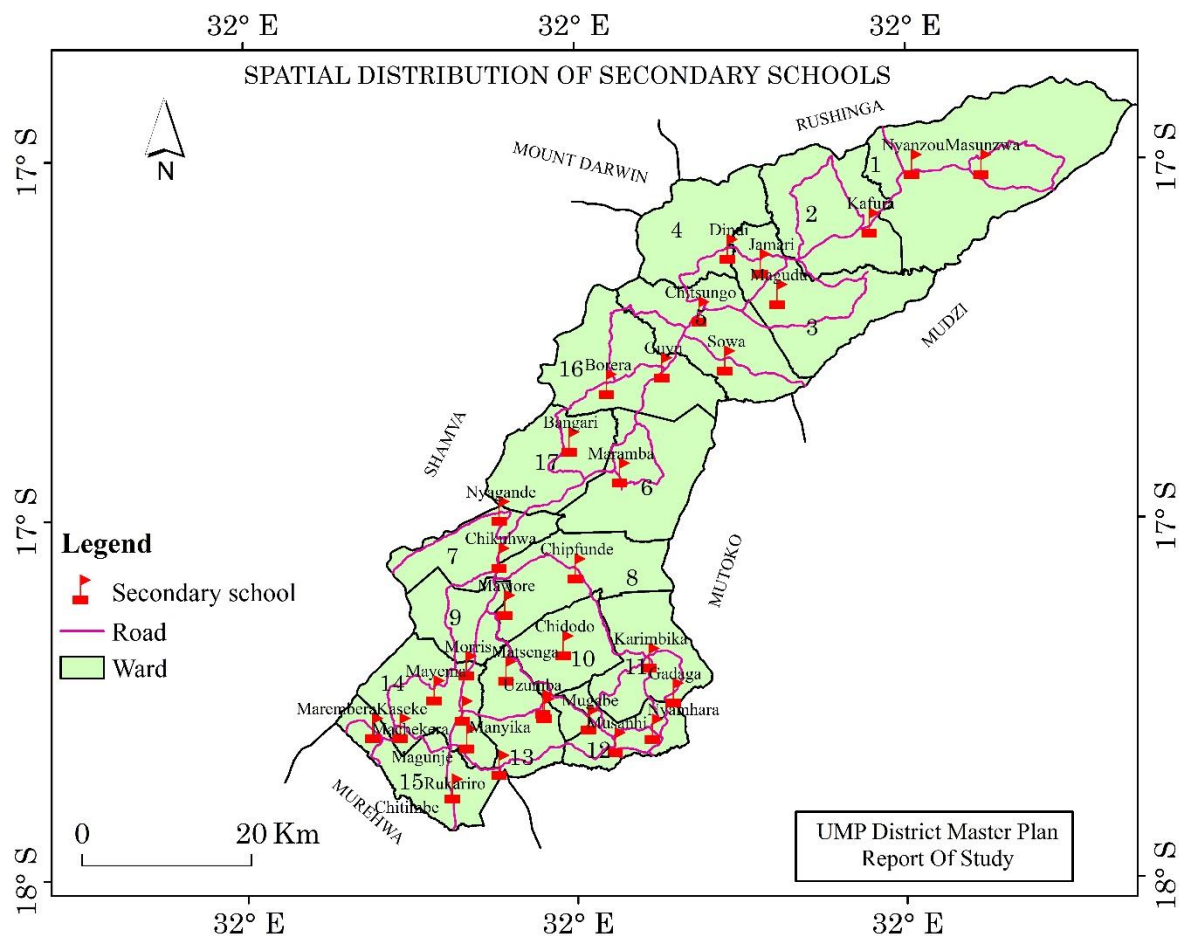 32° E 32° E 32° E
SPATIAL DISTRIBUTION OF SECONDARY SCHOOLS
17° S 17° S
RUSHINGA
MOUNT DARWIN
1
Nyanzou Masunzwa
2
Kafura
4
Dindi
Jamari
Magudu
Chitsungo
3
MUDZI
Guyu
Sowa
16
Borera
SHAMVA
Bangari
17
Maramba
6
Nyagande
17° S 17° S
Legend
Secondary school
Road
Ward
7
Chikuhwa
Chipfunde
8
MUTOKO
Mawore
9
Chidodo
10
Karimbika
11
Morris
Matsenga
Mayema
14
Uzumba
Gadaga
Nyamhara
Mugabe
Musanhi
12
Marembera Kaseke
Machekera
Manyika
13
Magunje
15
Rukariro
Chitimbe
MUREHWA
0 20 Km
UMP District Master Plan
Report Of Study
18° S 18° S
32° E 32° E 32° E